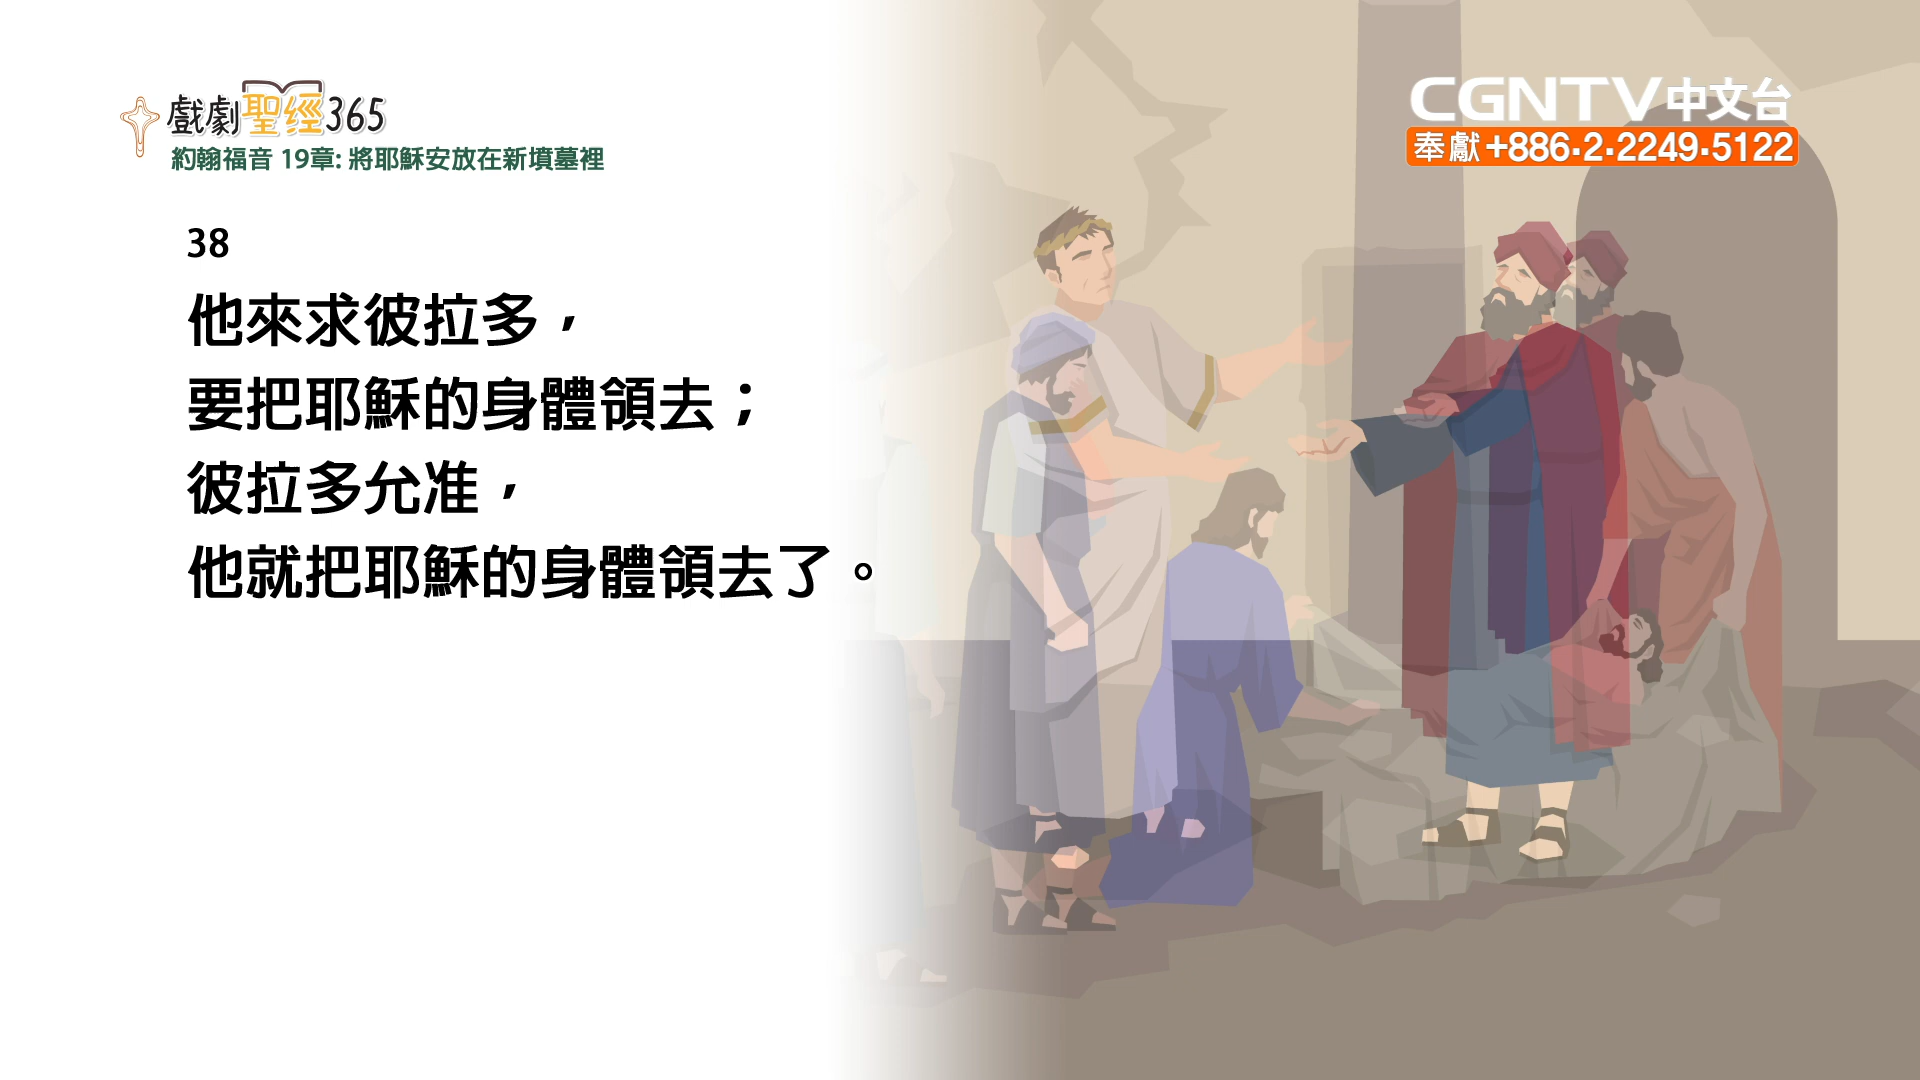 戲劇聖經365
約翰福音 19章: 將耶穌安放在新墳墓裡
CGNTV中文台
奉獻 +886-2-2249-5122
38
他來求彼拉多，
要把耶穌的身體領去；
彼拉多允准，
他就把耶穌的身體領去了。